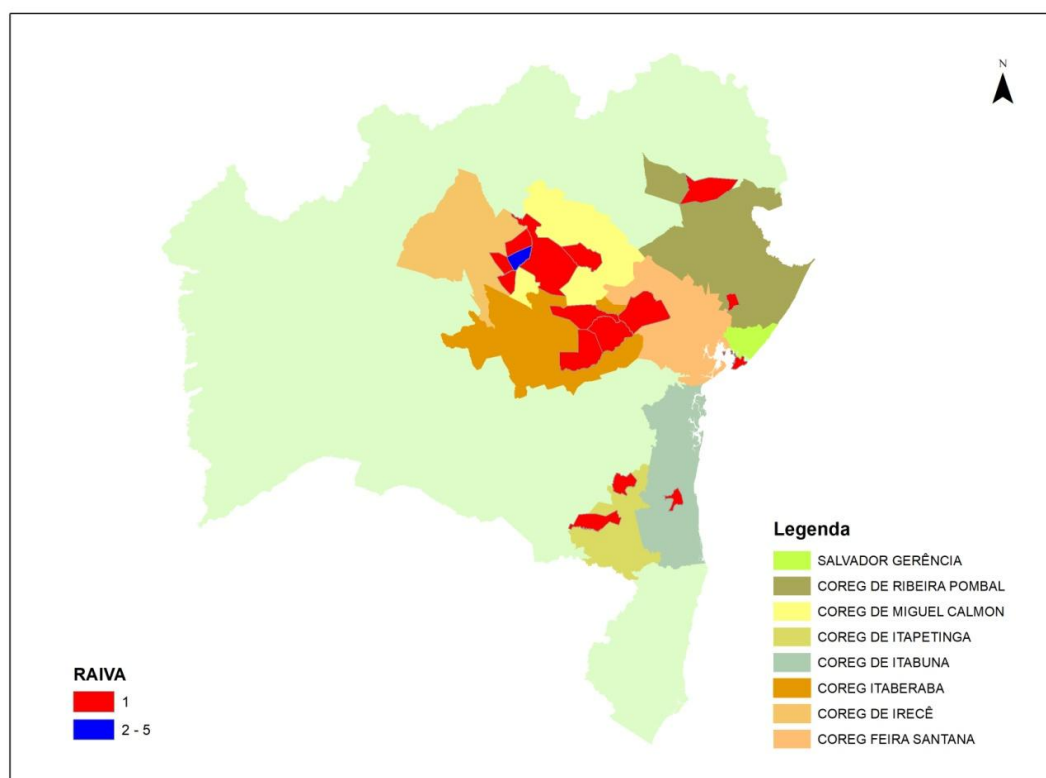 N
Legenda
SALVADOR GERÊNCIA
COREG DE RIBEIRA POMBAL
COREG DE MIGUEL CALMON
COREG DE ITAPETINGA
COREG DE ITABUNA
COREG ITABERABA
COREG DE IRECÊ
COREG FEIRA SANTANA
RAIVA
1
2 - 5